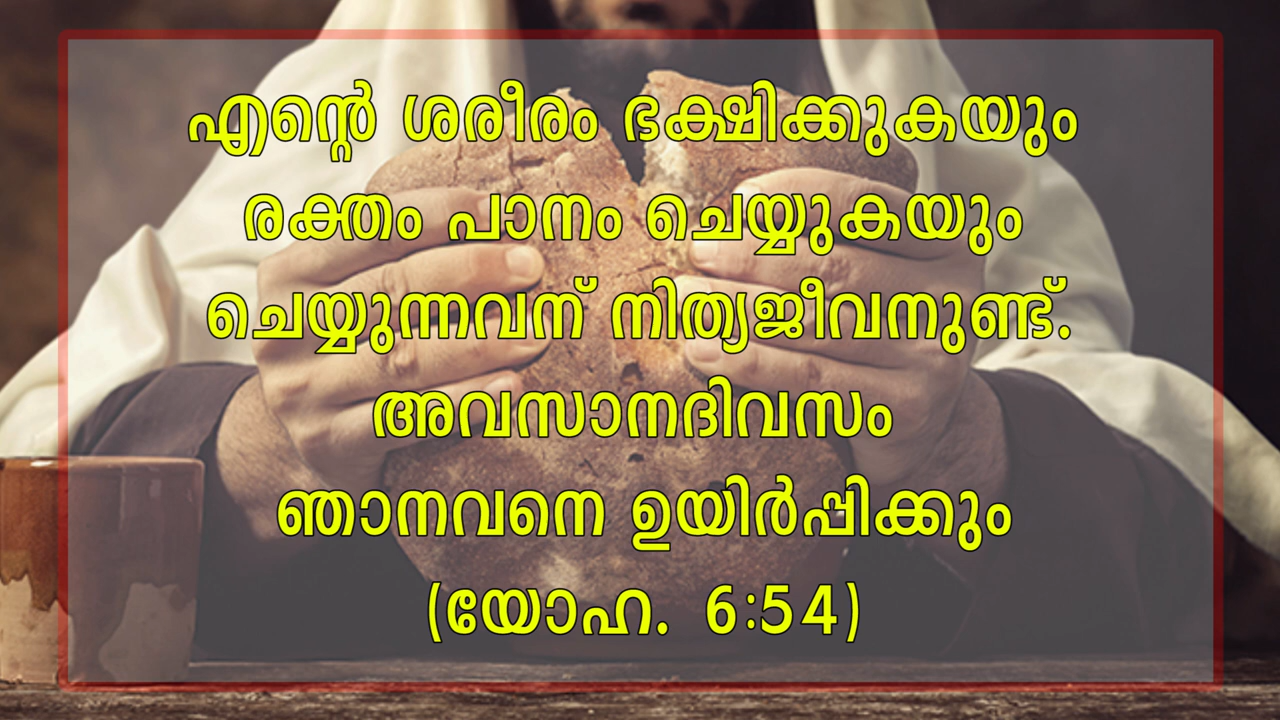 എന്റെ ശരീരം ഭക്ഷിക്കുകയും
രക്തം പാനം ചെയ്യുകയും
ചെയ്യുന്നവന് നിത്യജീവനുണ്ട്.
അവസാനദിവസം
ഞാനവനെ ഉയിർപ്പിക്കും
(യോഹ. 6:54)